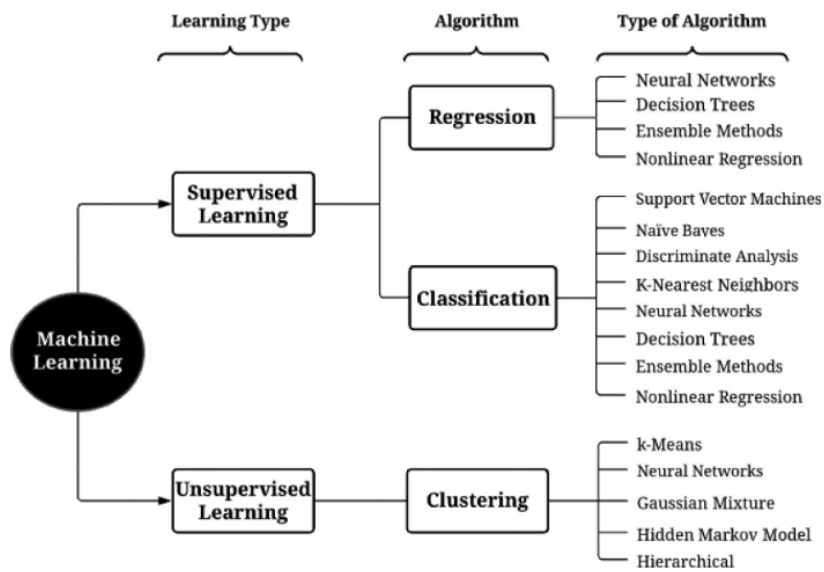 Learning Type
Algorithm
Type of Algorithm
Machine
Learning
Supervised
Learning
Regression
Neural Networks
Decision Trees
Ensemble Methods
Nonlinear Regression
Classification
Support Vector Machines
Naïve Bayes
Discriminate Analysis
K-Nearest Neighbors
Neural Networks
Decision Trees
Ensemble Methods
Nonlinear Regression
Unsupervised
Learning
Clustering
k-Means
Neural Networks
Gaussian Mixture
Hidden Markov Model
Hierarchical